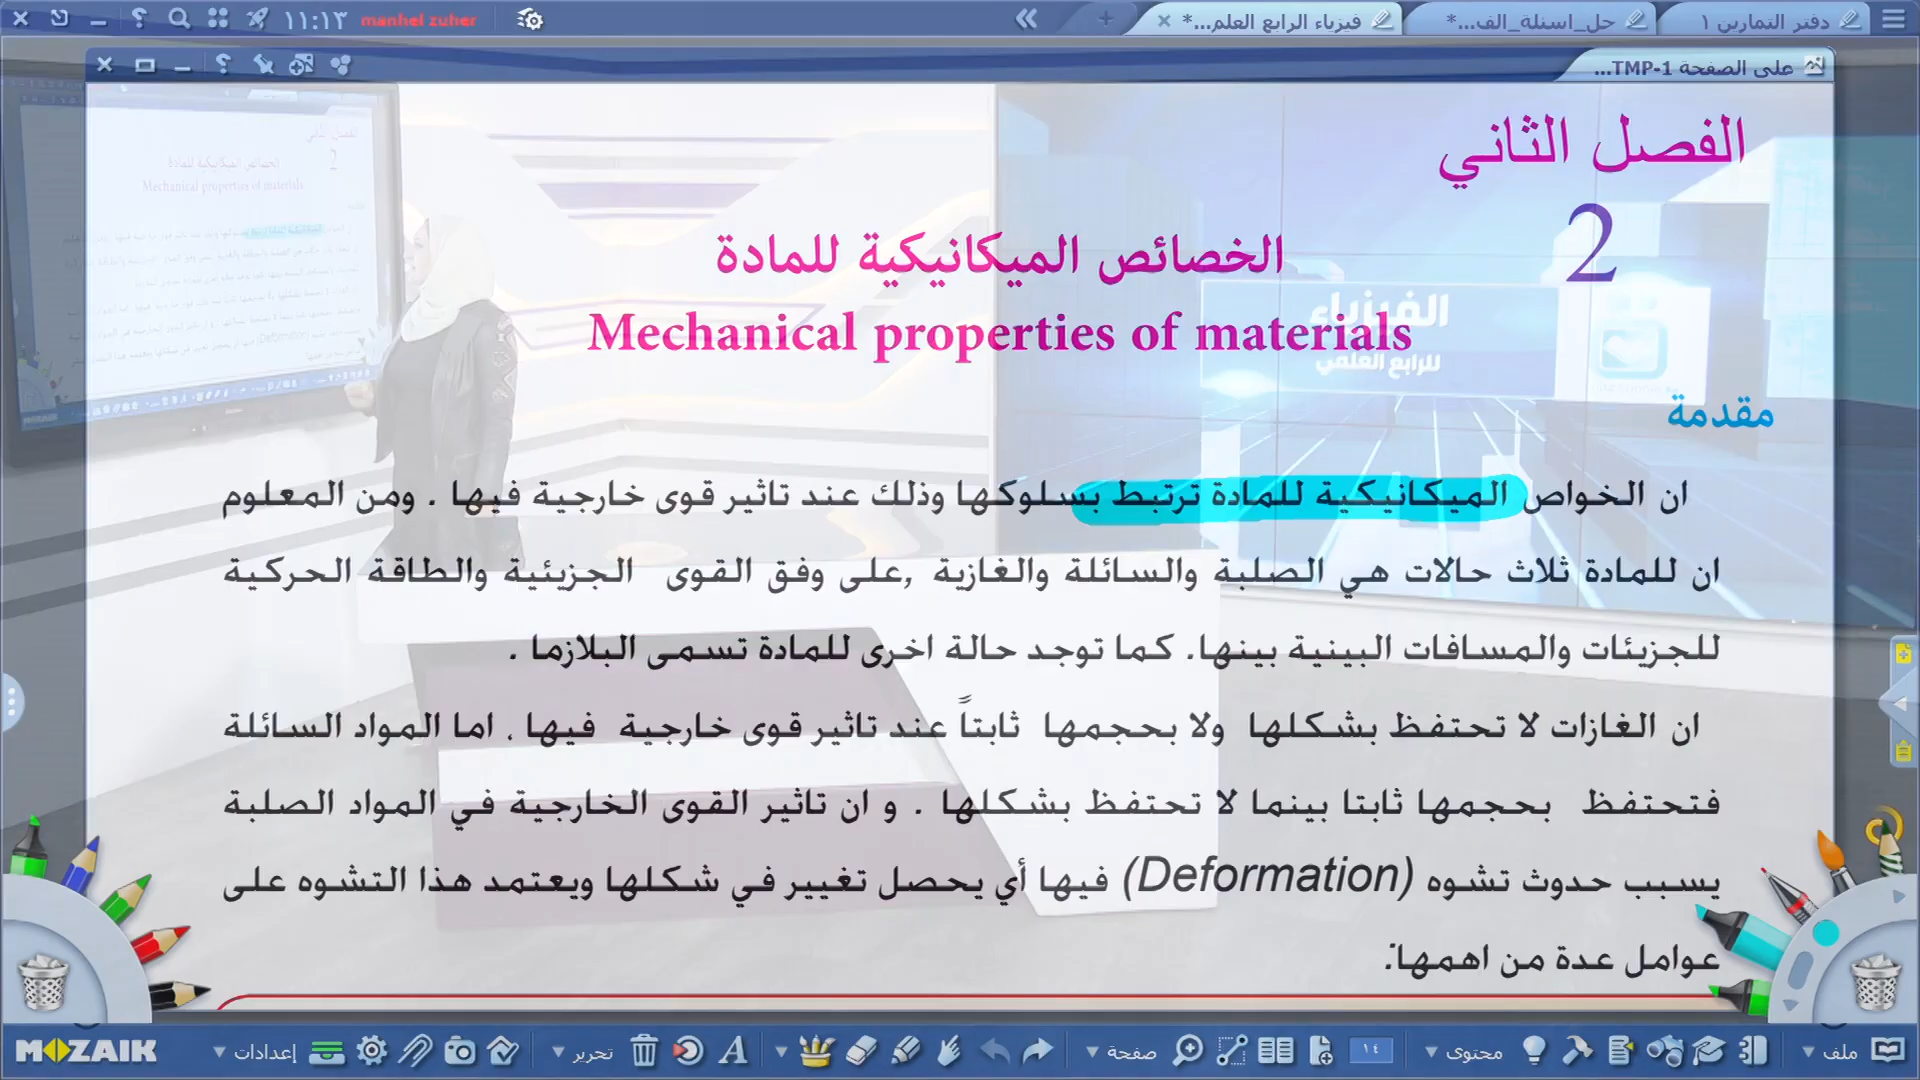 ١١:١٣
manhel zuher
فيزياء الرابع العلم...*
حل_اسئلة_الف...*
دفتر التمارين ١
على الصفحة TMP-1...
الفصل الثاني
2
الخصائص الميكانيكية للمادة
Mechanical properties of materials
الفيزياء
للرابع العلمي
مقدمة
ان الخواص الميكانيكية للمادة ترتبط بسلوكها وذلك عند تاثير قوى خارجية فيها . ومن المعلوم
ان للمادة ثلاث حالات هي الصلبة والسائلة والغازية ,على وفق القوى الجزيئية والطاقة الحركية
للجزيئات والمسافات البينية بينها. كما توجد حالة اخرى للمادة تسمى البلازما .
ان الغازات لا تحتفظ بشكلها ولا بحجمها ثابتاً عند تاثير قوى خارجية فيها , اما المواد السائلة
فتحتفظ بحجمها ثابتا بينما لا تحتفظ بشكلها . و ان تاثير القوى الخارجية في المواد الصلبة
يسبب حدوث تشوه (Deformation) فيها أي يحصل تغيير في شكلها ويعتمد هذا التشوه على
عوامل عدة من اهمها:
MOZAIK
إعدادات
تحرير
صفحة
١٤
محتوى
ملف